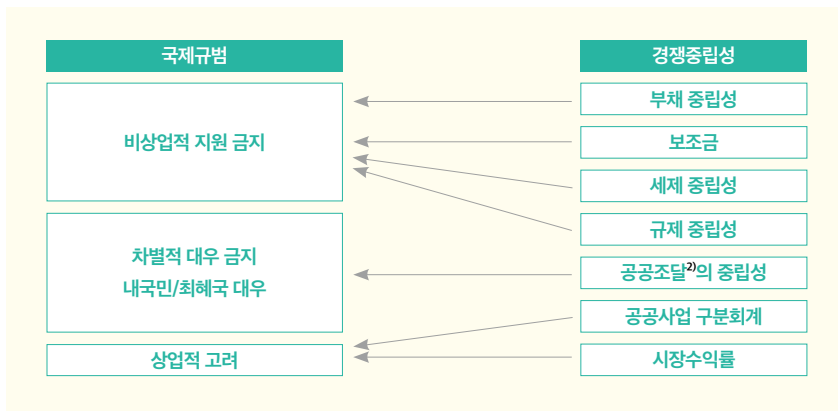 국제규범
비상업적 지원 금지
차별적 대우 금지
내국민/최혜국 대우
상업적 고려
경쟁중립성
부채 중립성
보조금
세제 중립성
규제 중립성
공공조달2)의 중립성
공공사업 구분회계
시장수익률